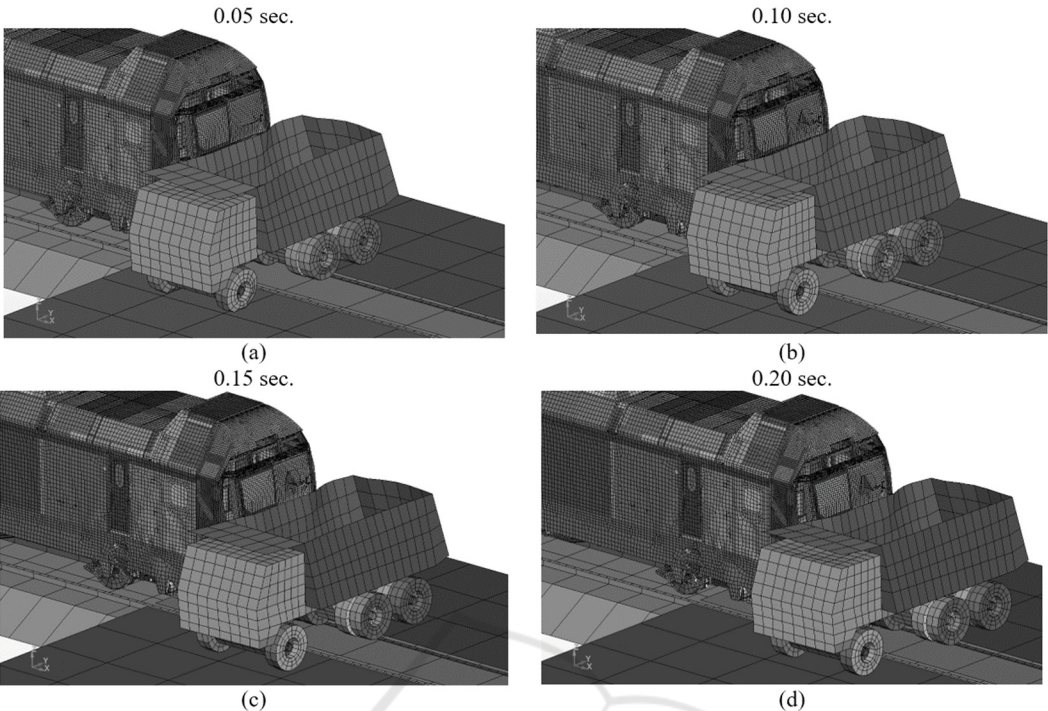 0.05 sec.
0.10 sec.
(a)
(b)
0.15 sec.
0.20 sec.
(c)
(d)
Y
X
Y
X
Y
X
Y
X